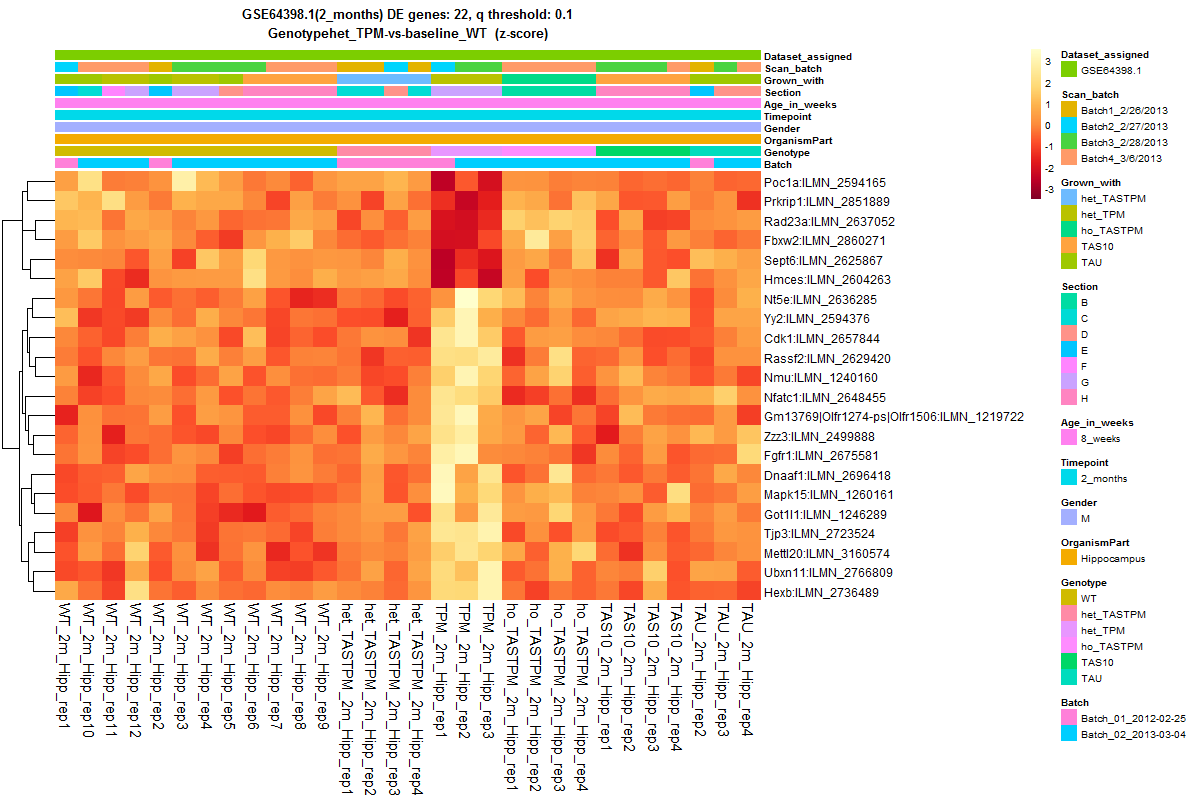 GSE64398.1(2_months) DE genes: 22, q threshold: 0.1
Genotypehet_TPM-vs-baseline_WT (z-score)
Dataset_assigned
Scan_batch
Grown_with
Section
Age_in_weeks
Timepoint
Gender
OrganismPart
Genotype
Batch
Poc1a:ILMN_2594165
Prkrip1:ILMN_2851889
Rad23a:ILMN_2637052
Fbxw2:ILMN_2860271
Sept6:ILMN_2625867
Hmces:ILMN_2604263
Nt5e:ILMN_2636285
Yy2:ILMN_2594376
Cdk1:ILMN_2657844
Rassf2:ILMN_2629420
Nmu:ILMN_1240160
Nfatc1:ILMN_2648455
Gm13769|Olfr1274-ps|Olfr1506:ILMN_1219722
Zzz3:ILMN_2499888
Fgfr1:ILMN_2675581
Dnaaf1:ILMN_2696418
Mapk15:ILMN_1260161
Got1l1:ILMN_1246289
Tjp3:ILMN_2723524
Mettl20:ILMN_3160574
Ubxn11:ILMN_2766809
Hexb:ILMN_2736489
WT_2m_Hipp_rep1
WT_2m_Hipp_rep10
WT_2m_Hipp_rep11
WT_2m_Hipp_rep12
WT_2m_Hipp_rep2
WT_2m_Hipp_rep3
WT_2m_Hipp_rep4
WT_2m_Hipp_rep5
WT_2m_Hipp_rep6
WT_2m_Hipp_rep7
WT_2m_Hipp_rep8
WT_2m_Hipp_rep9
het_TASTPM_2m_Hipp_rep1
het_TASTPM_2m_Hipp_rep2
het_TASTPM_2m_Hipp_rep3
het_TASTPM_2m_Hipp_rep4
TPM_2m_Hipp_rep1
TPM_2m_Hipp_rep2
TPM_2m_Hipp_rep3
ho_TASTPM_2m_Hipp_rep1
ho_TASTPM_2m_Hipp_rep2
ho_TASTPM_2m_Hipp_rep3
ho_TASTPM_2m_Hipp_rep4
TAS10_2m_Hipp_rep1
TAS10_2m_Hipp_rep2
TAS10_2m_Hipp_rep3
TAS10_2m_Hipp_rep4
TAU_2m_Hipp_rep2
TAU_2m_Hipp_rep3
TAU_2m_Hipp_rep4
3
2
1
0
-1
-2
-3
Dataset_assigned
GSE64398.1
Scan_batch
Batch1_2/26/2013
Batch2_2/27/2013
Batch3_2/28/2013
Batch4_3/6/2013
Grown_with
het_TASTPM
het_TPM
ho_TASTPM
TAS10
TAU
Section
B
C
D
E
F
G
H
Age_in_weeks
8_weeks
Timepoint
2_months
Gender
M
OrganismPart
Hippocampus
Genotype
WT
het_TASTPM
het_TPM
ho_TASTPM
TAS10
TAU
Batch
Batch_01_2012-02-25
Batch_02_2013-03-04